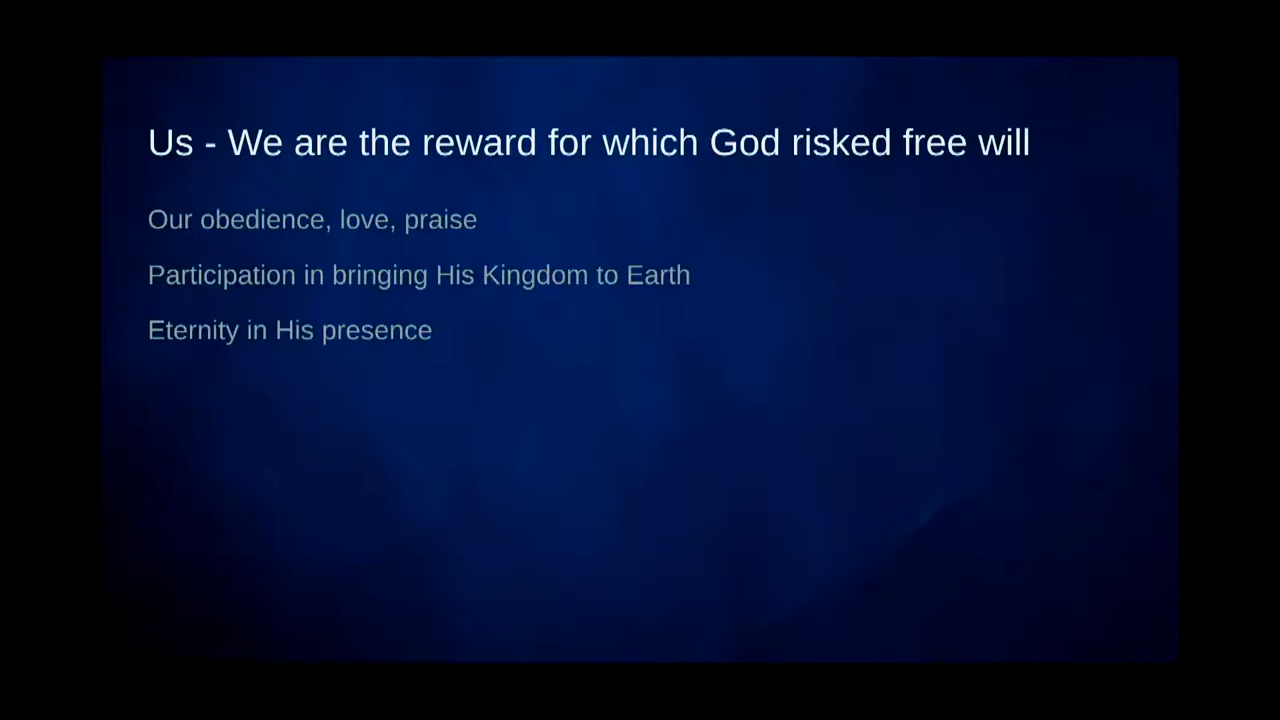 Us - We are the reward for which God risked free will
Our obedience, love, praise
Participation in bringing His Kingdom to Earth
Eternity in His presence